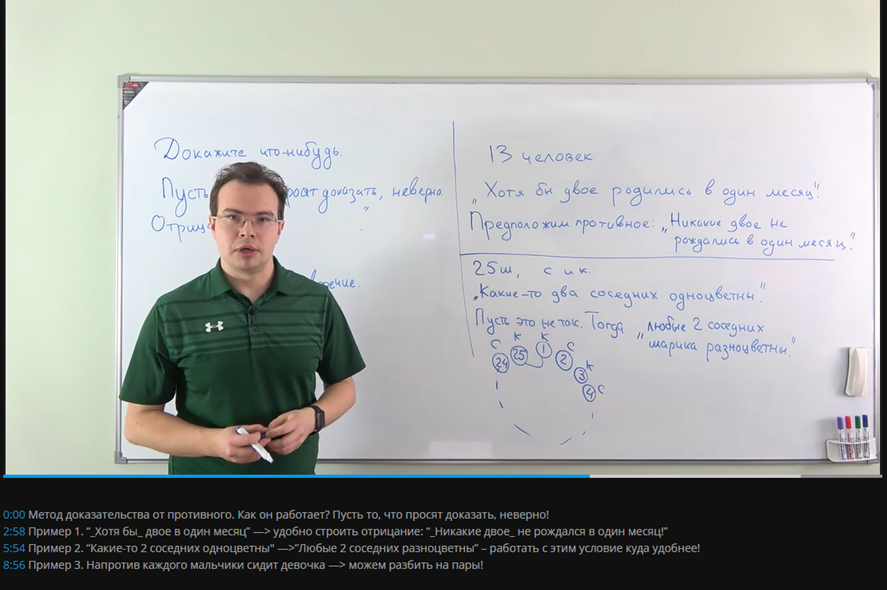 Докажите что-нибудь.
Пусть просят доказать, неверно
Отриц "
.
13 человек
"Хотя бы двое родились в один месяц".
Предположим противное: "Никакие двое не
рождались в один месяц."
25 ш, с и к.
"Какие-то два соседних одноцветны."
Пусть это не так. Тогда "любые 2 соседних
шарика разноцветны."
С К К С К С
24 25 1 2 3 4
0:00 Метод доказательства от противного. Как он работает? Пусть то, что просят доказать, неверно!
2:58 Пример 1. “_Хотя бы_ двое в один месяц” —> удобно строить отрицание: “_Никакие двое_ не рождался в один месяц!”
5:54 Пример 2. “Какие-то 2 соседних одноцветны" —>“Любые 2 соседних разноцветны” – работать с этим условие куда удобнее!
8:56 Пример 3. Напротив каждого мальчики сидит девочка —> можем разбить на пары!